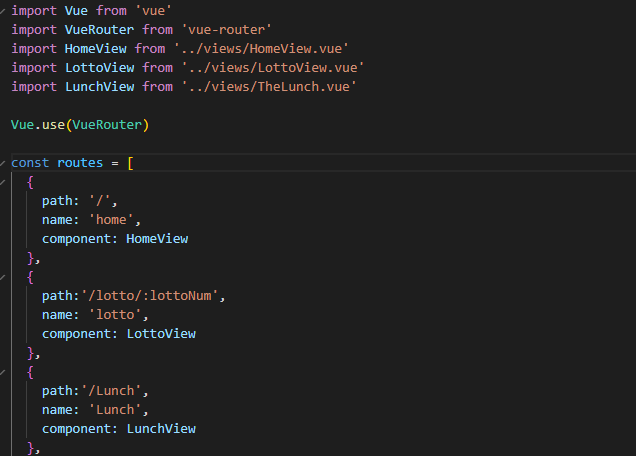 import Vue from 'vue'
import VueRouter from 'vue-router'
import HomeView from '../views/HomeView.vue'
import LottoView from '../views/LottoView.vue'
import LunchView from '../views/TheLunch.vue'

Vue.use(VueRouter)

const routes = [
  {
    path: '/',
    name: 'home',
    component: HomeView
  },
  {
    path:'/lotto/:lottoNum',
    name: 'lotto',
    component: LottoView
  },
  {
    path:'/Lunch',
    name: 'Lunch',
    component: LunchView
  },